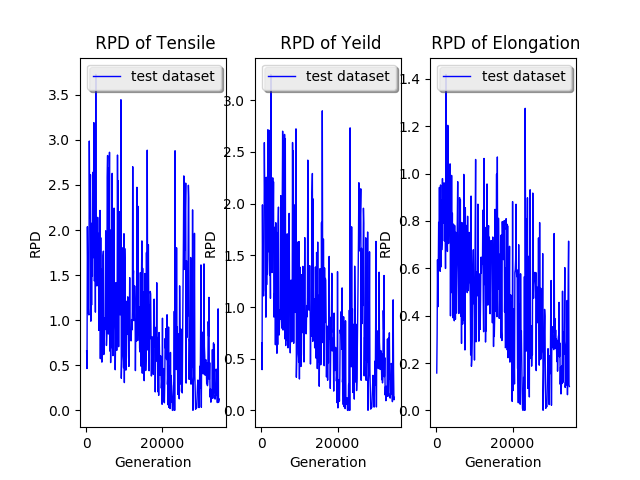 RPD of Tensile
test dataset
3.5
3.0
2.5
2.0
1.5
1.0
0.5
0.0
RPD
0
20000
Generation
RPD of Yeild
test dataset
3.0
2.5
2.0
1.5
1.0
0.5
0.0
RPD
0
20000
Generation
RPD of Elongation
test dataset
1.4
1.2
1.0
0.8
0.6
0.4
0.2
0.0
RPD
0
20000
Generation